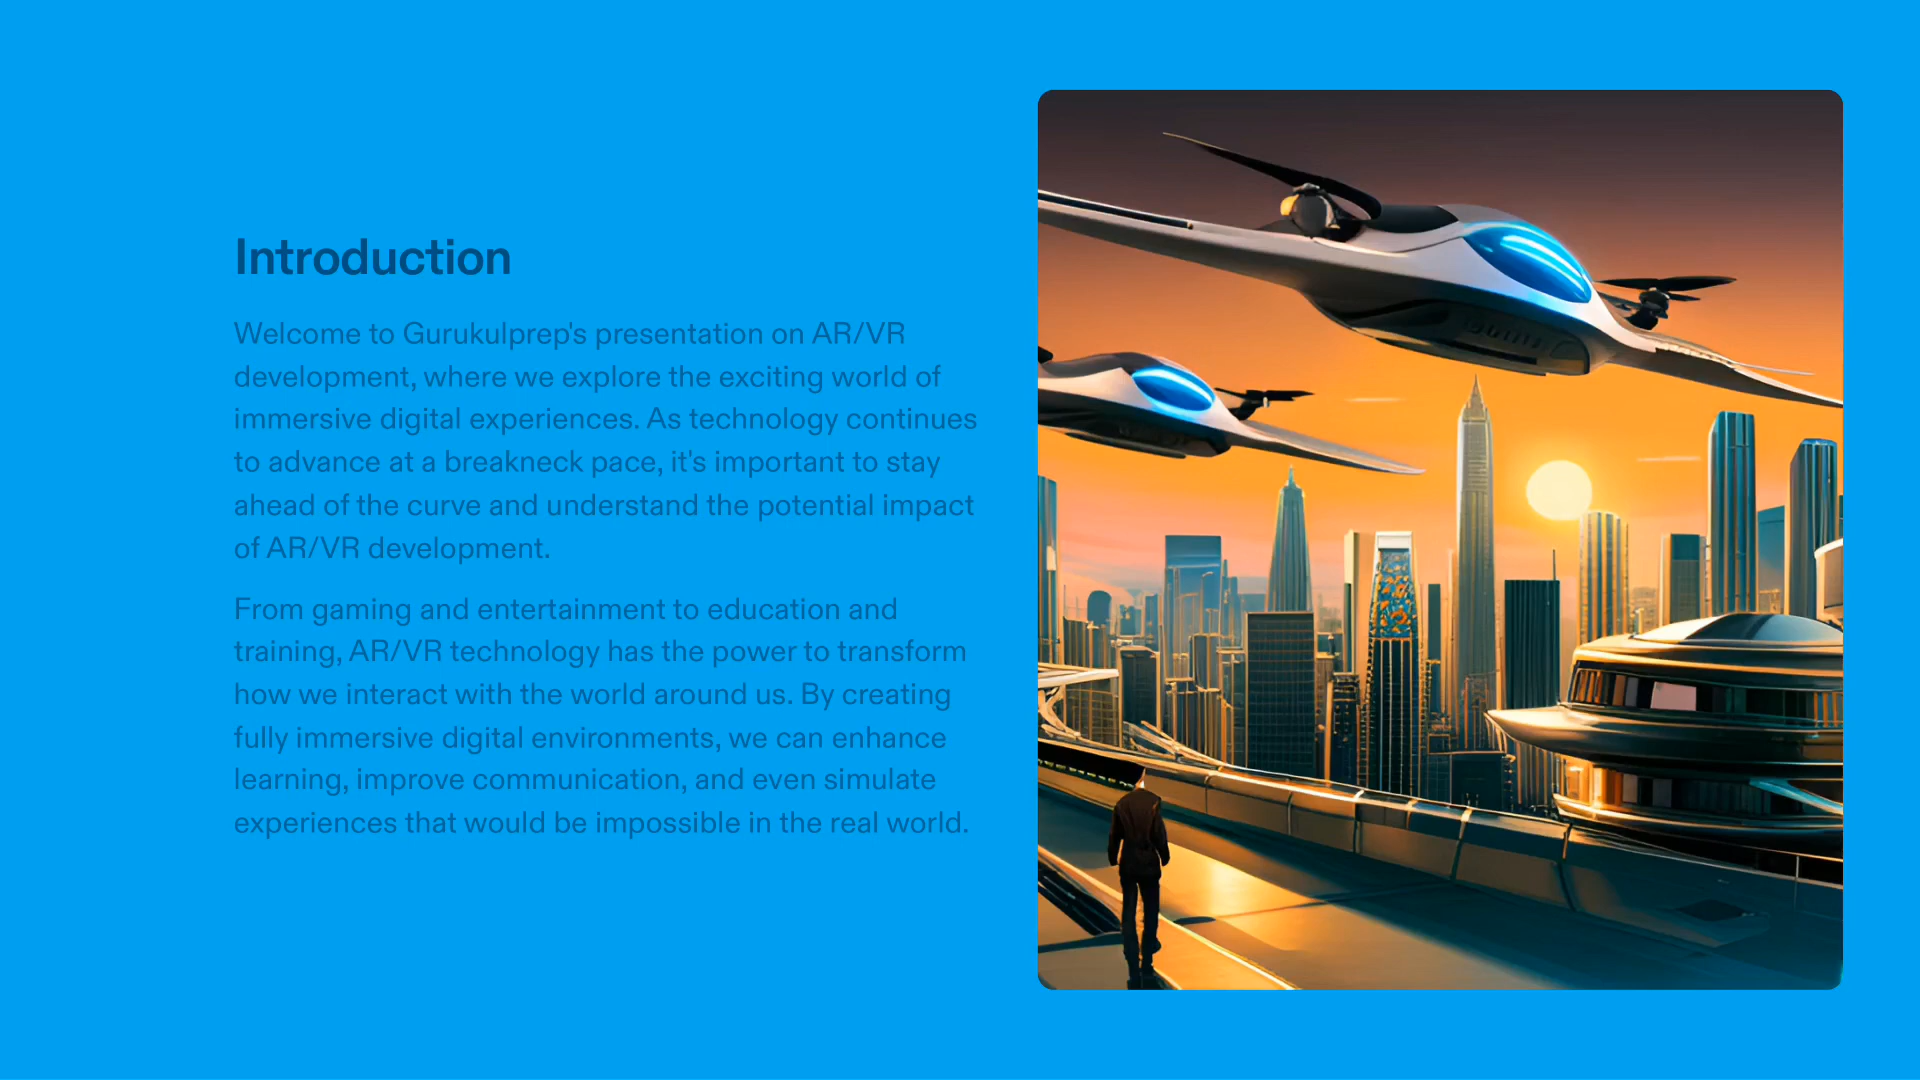 Introduction
Welcome to Gurukulprep's presentation on AR/VR
development, where we explore the exciting world of
immersive digital experiences. As technology continues
to advance at a breakneck pace, it's important to stay
ahead of the curve and understand the potential impact
of AR/VR development.
From gaming and entertainment to education and
training, AR/VR technology has the power to transform
how we interact with the world around us. By creating
fully immersive digital environments, we can enhance
learning, improve communication, and even simulate
experiences that would be impossible in the real world.